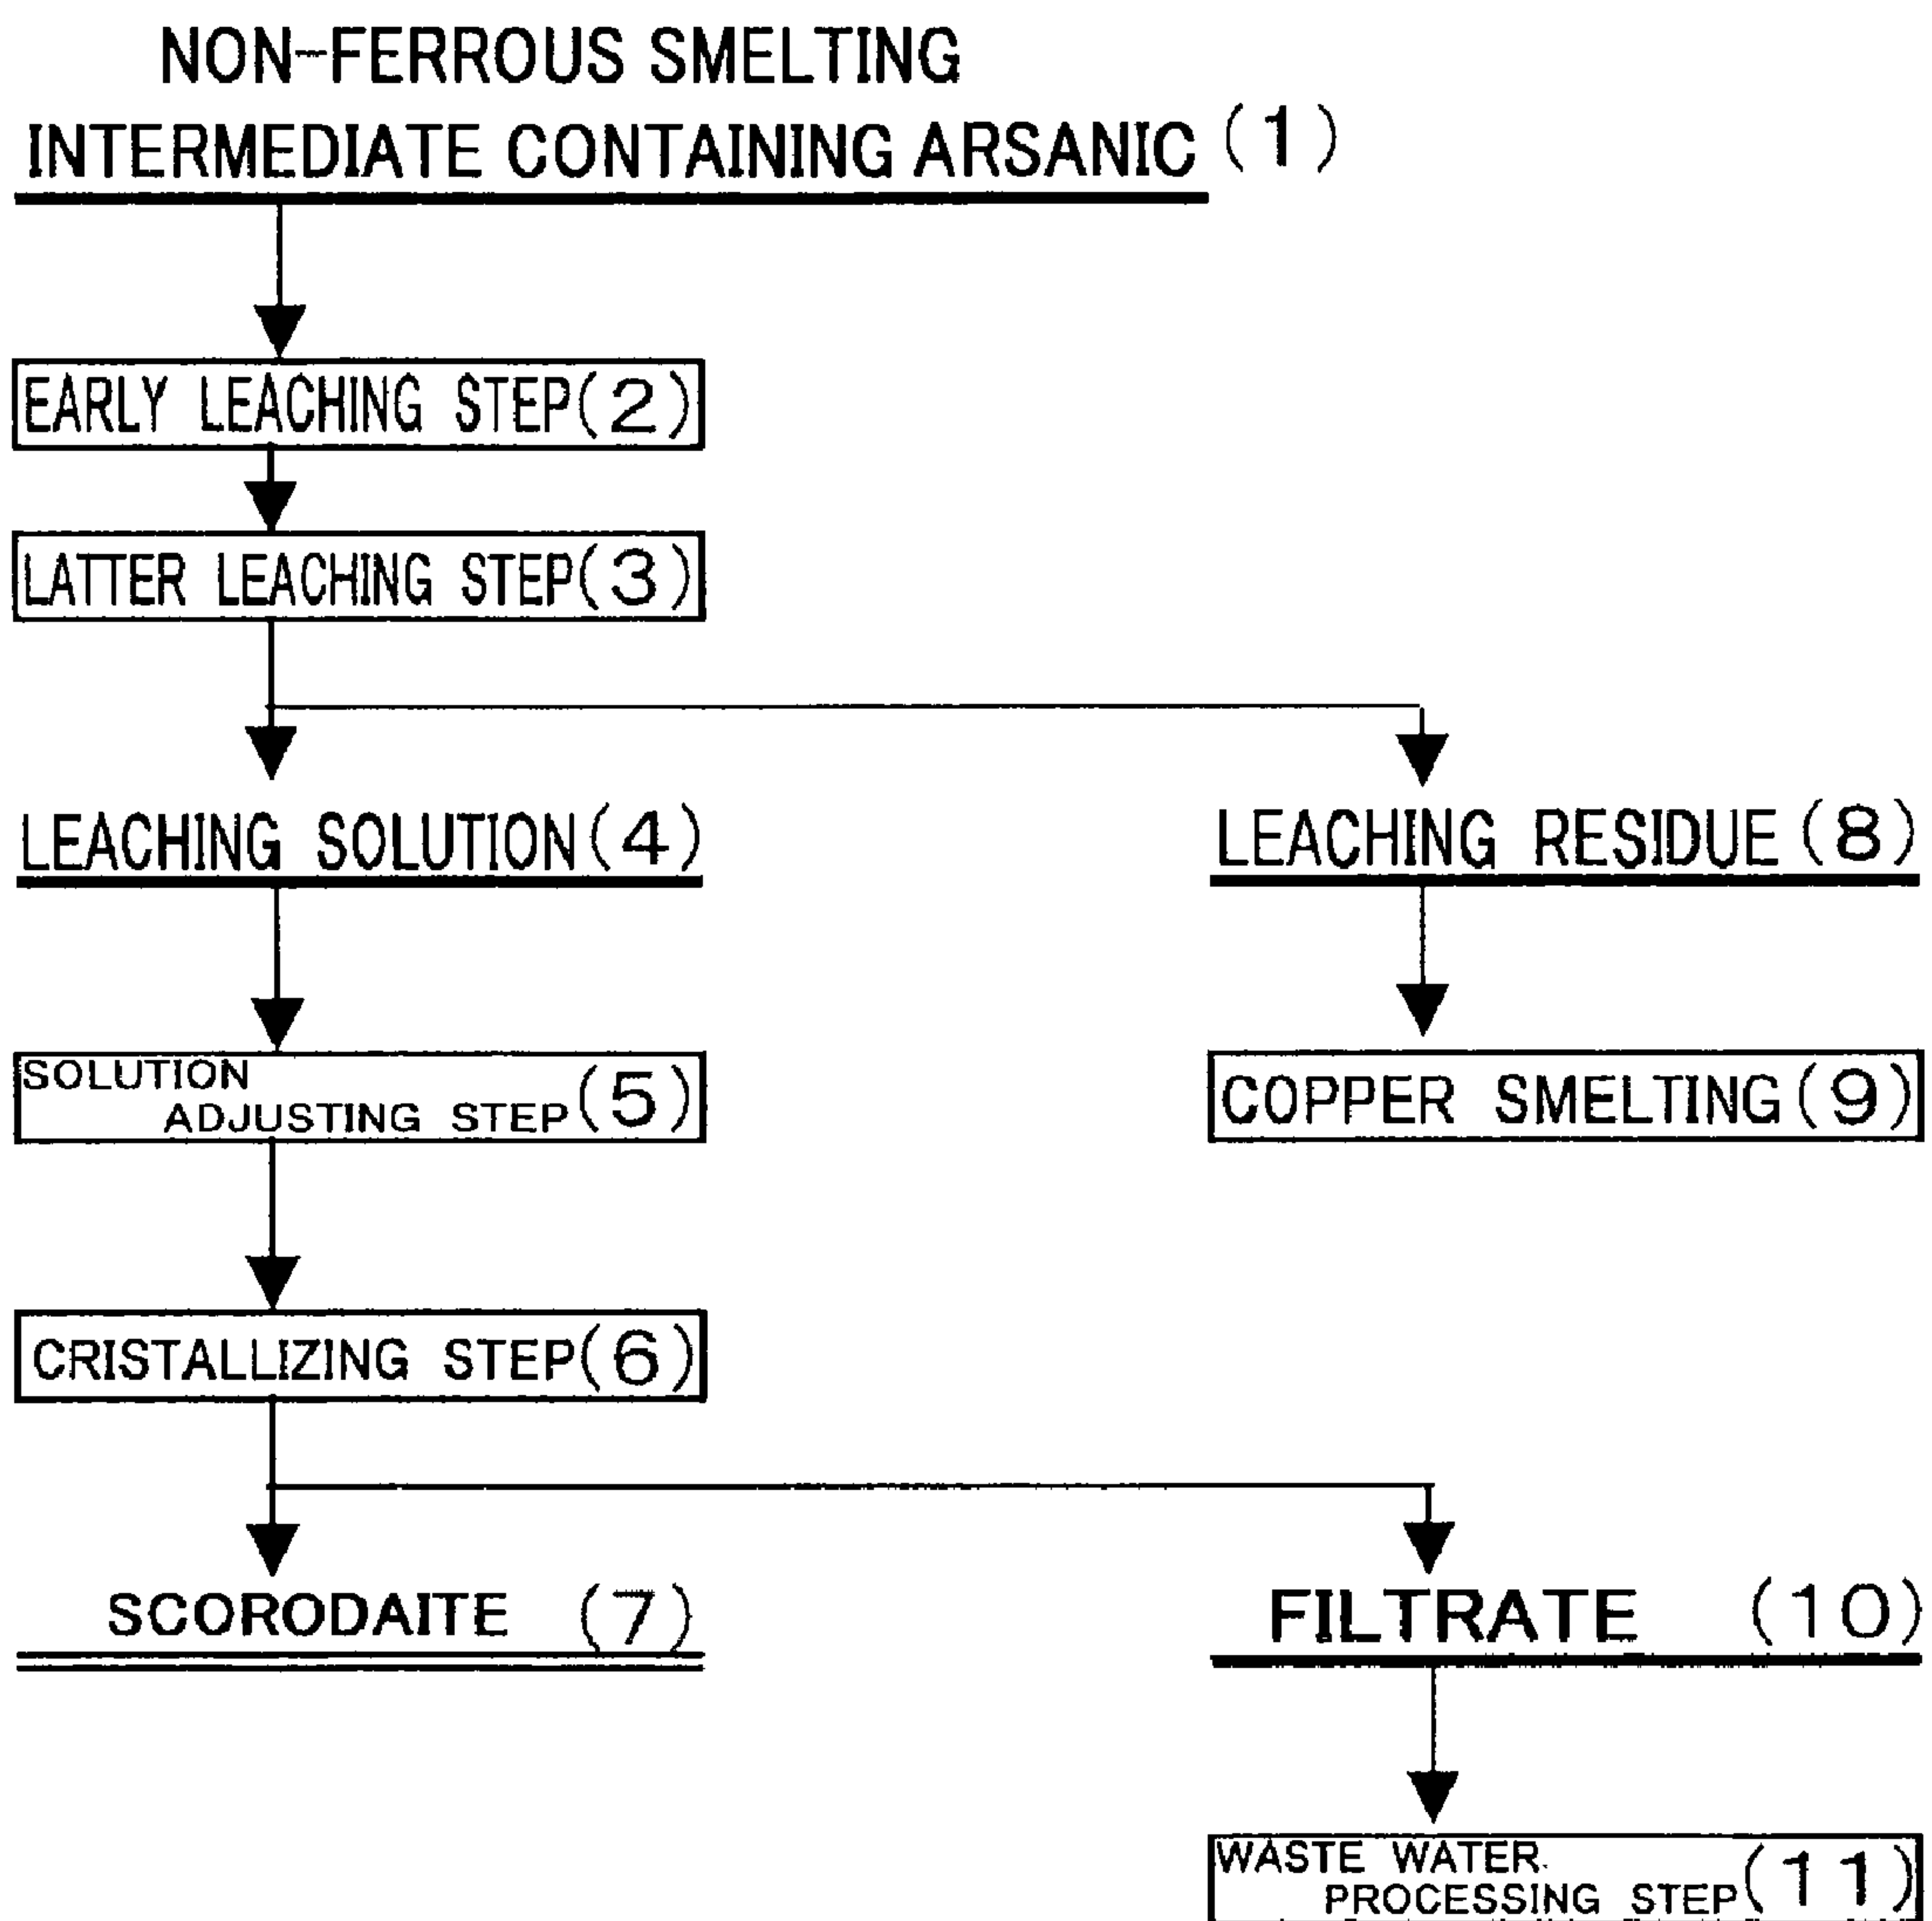 NON-FERROUS SMELTING
INTERMEDIATE CONTAINING ARSANIC (1)
EARLY LEACHING STEP(2)
LATTER LEACHING STEP(3)
LEACHING SOLUTION(4)
LEACHING RESIDUE(8)
SOLUTION
ADJUSTING STEP(5)
COPPER SMELTING(9)
CRISTALLIZING STEP(6)
SCORODAITE (7)
FILTRATE (10)
WASTE WATER
PROCESSING STEP(11)